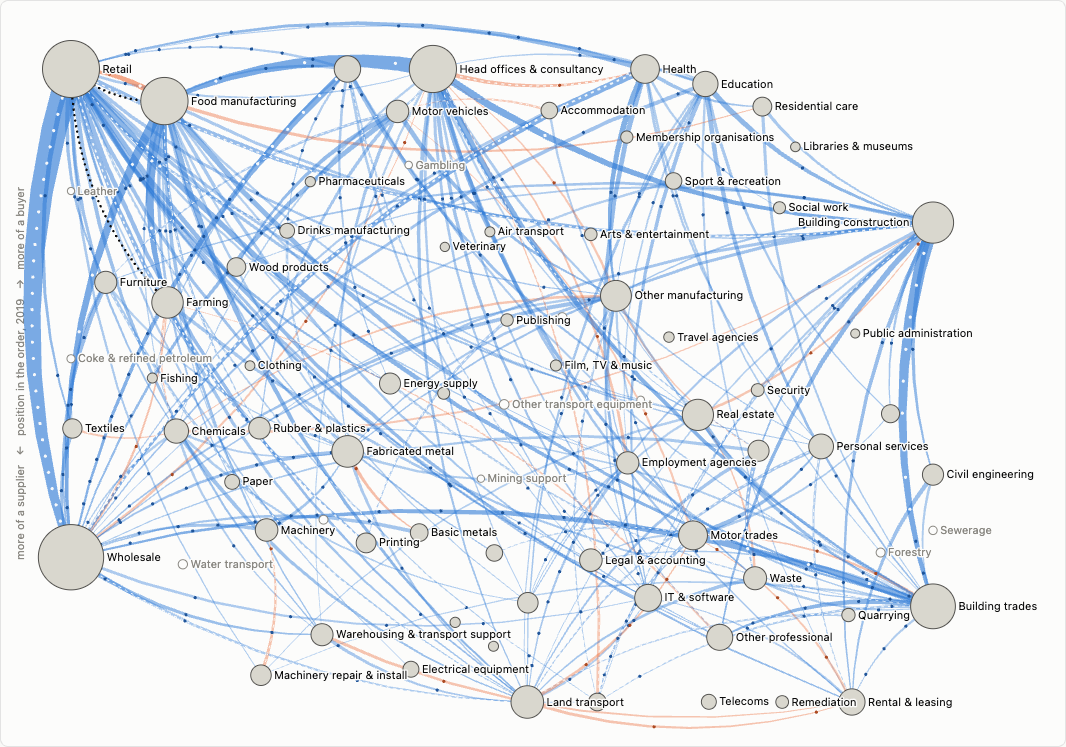 Retail
Head offices & consultancy
Health
Education
Food manufacturing
Motor vehicles
Accommodation
Residential care
Membership organisations
Libraries & museums
Gambling
Leather
Pharmaceuticals
Sport & recreation
Social work
Building construction
Drinks manufacturing
Air transport
Arts & entertainment
Veterinary
Wood products
Furniture
Farming
Other manufacturing
Publishing
Travel agencies
Public administration
Coke & refined petroleum
Clothing
Film, TV & music
Fishing
Energy supply
Security
Other transport equipment
Real estate
Textiles
Chemicals
Rubber & plastics
Fabricated metal
Employment agencies
Personal services
Paper
Mining support
Civil engineering
Machinery
Basic metals
Printing
Motor trades
Sewerage
Wholesale
Water transport
Legal & accounting
Forestry
Waste
IT & software
Building trades
Quarrying
Warehousing & transport support
Other professional
Machinery repair & install
Electrical equipment
Land transport
Telecoms
Remediation
Rental & leasing
more of a supplier ← position in the order, 2019 → more of a buyer